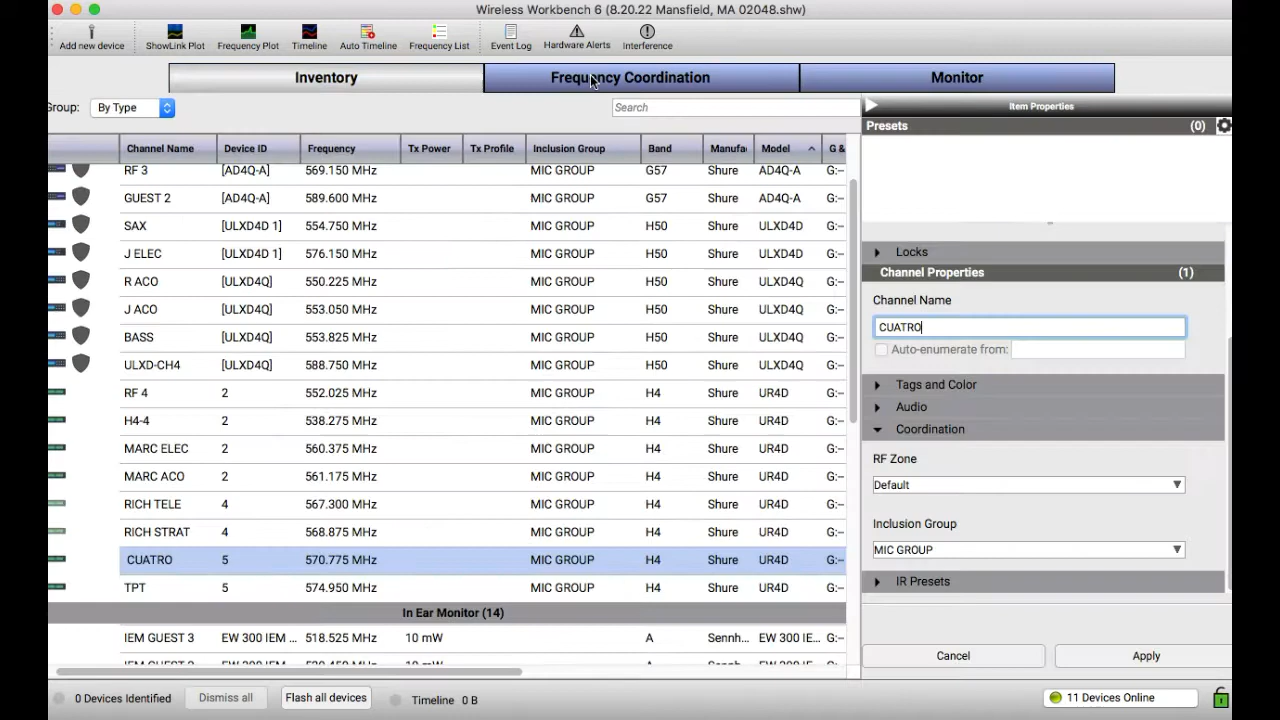 Wireless Workbench 6 (8.20.22 Mansfield, MA 02048.shw)
Add new device ShowLink Plot Frequency Plot Timeline Auto Timeline Frequency List Event Log Hardware Alerts Interference
Inventory Frequency Coordination Monitor
Group: By Type Search
Channel Name Device ID Frequency Tx Power Tx Profile Inclusion Group Band Manufa Model G &
RF 3 [AD4Q-A] 569.150 MHz MIC GROUP G57 Shure AD4Q-A G:--
GUEST 2 [AD4Q-A] 589.600 MHz MIC GROUP G57 Shure AD4Q-A G:--
SAX [ULXD4D 1] 554.750 MHz MIC GROUP H50 Shure ULXD4D G:--
J ELEC [ULXD4D 1] 576.150 MHz MIC GROUP H50 Shure ULXD4D G:--
R ACO [ULXD4Q] 550.225 MHz MIC GROUP H50 Shure ULXD4Q G:--
J ACO [ULXD4Q] 553.050 MHz MIC GROUP H50 Shure ULXD4Q G:--
BASS [ULXD4Q] 553.825 MHz MIC GROUP H50 Shure ULXD4Q G:--
ULXD-CH4 [ULXD4Q] 588.750 MHz MIC GROUP H50 Shure ULXD4Q G:--
RF 4 2 552.025 MHz MIC GROUP H4 Shure UR4D G:--
H4-4 2 538.275 MHz MIC GROUP H4 Shure UR4D G:--
MARC ELEC 2 560.375 MHz MIC GROUP H4 Shure UR4D G:--
MARC ACO 2 561.175 MHz MIC GROUP H4 Shure UR4D G:--
RICH TELE 4 567.300 MHz MIC GROUP H4 Shure UR4D G:--
RICH STRAT 4 568.875 MHz MIC GROUP H4 Shure UR4D G:--
CUATRO 5 570.775 MHz MIC GROUP H4 Shure UR4D G:--
TPT 5 574.950 MHz MIC GROUP H4 Shure UR4D G:--
In Ear Monitor (14)
IEM GUEST 3 EW 300 IEM ... 518.525 MHz 10 mW A Sennh... EW 300 IE... G:--
Item Properties
Presets (0)
Locks
Channel Properties (1)
Channel Name
CUATRO
Auto-enumerate from:
Tags and Color
Audio
Coordination
RF Zone
Default
Inclusion Group
MIC GROUP
IR Presets
Cancel Apply
0 Devices Identified Dismiss all Flash all devices Timeline 0 B 11 Devices Online